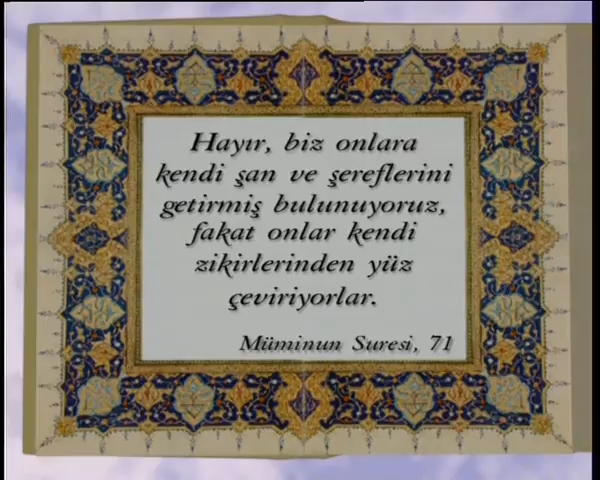 Hayır, biz onlara
kendi şan ve şereflerini
getirmiş bulunuyoruz,
fakat onlar kendi
zikirlerinden yüz
çeviriyorlar.
Müminun Suresi, 71